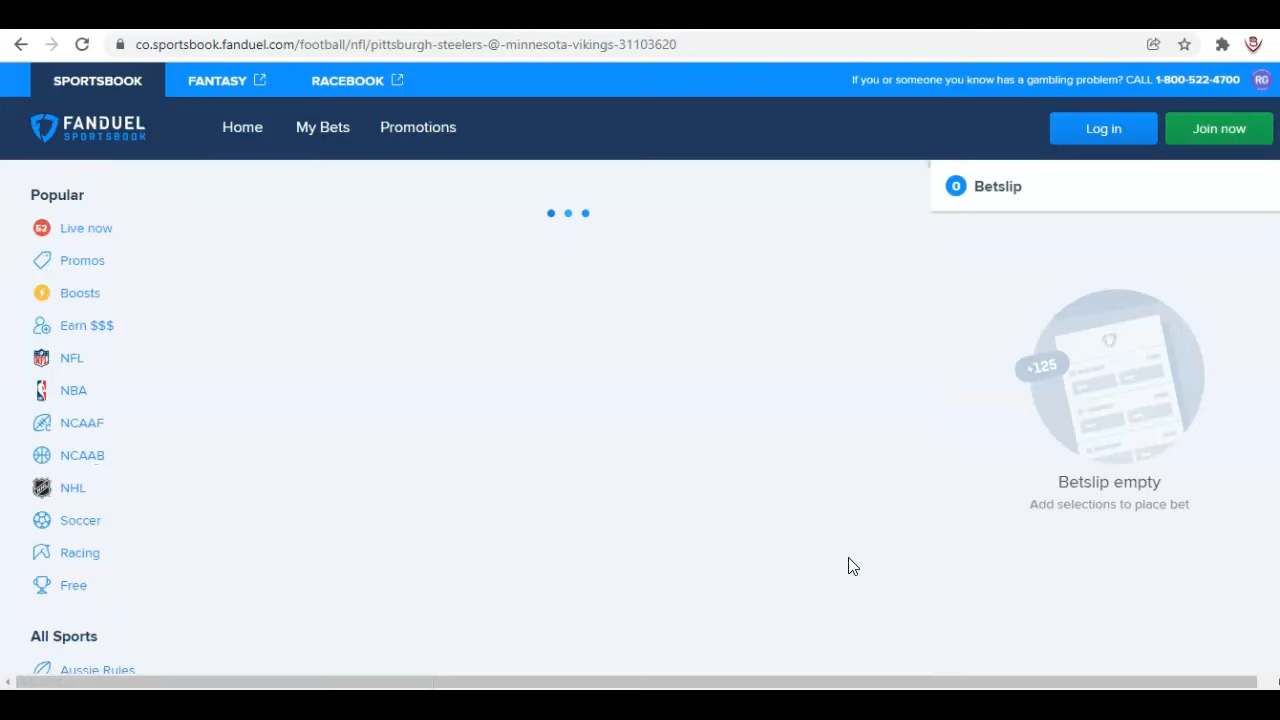 co.sportsbook.fanduel.com/football/nfl/pittsburgh-steelers-@-minnesota-vikings-31103620
SPORTSBOOK FANTASY RACEBOOK If you or someone you know has a gambling problem? CALL 1-800-522-4700 RG
FANDUEL
SPORTSBOOK
Home My Bets Promotions Log in Join now
Popular
0 Betslip
52 Live now
Promos
Boosts
Earn $$$
NFL
NBA
NCAAF
NCAAB
NHL
Soccer
Racing
Free
+125
Betslip empty
Add selections to place bet
All Sports
Aussie Rules